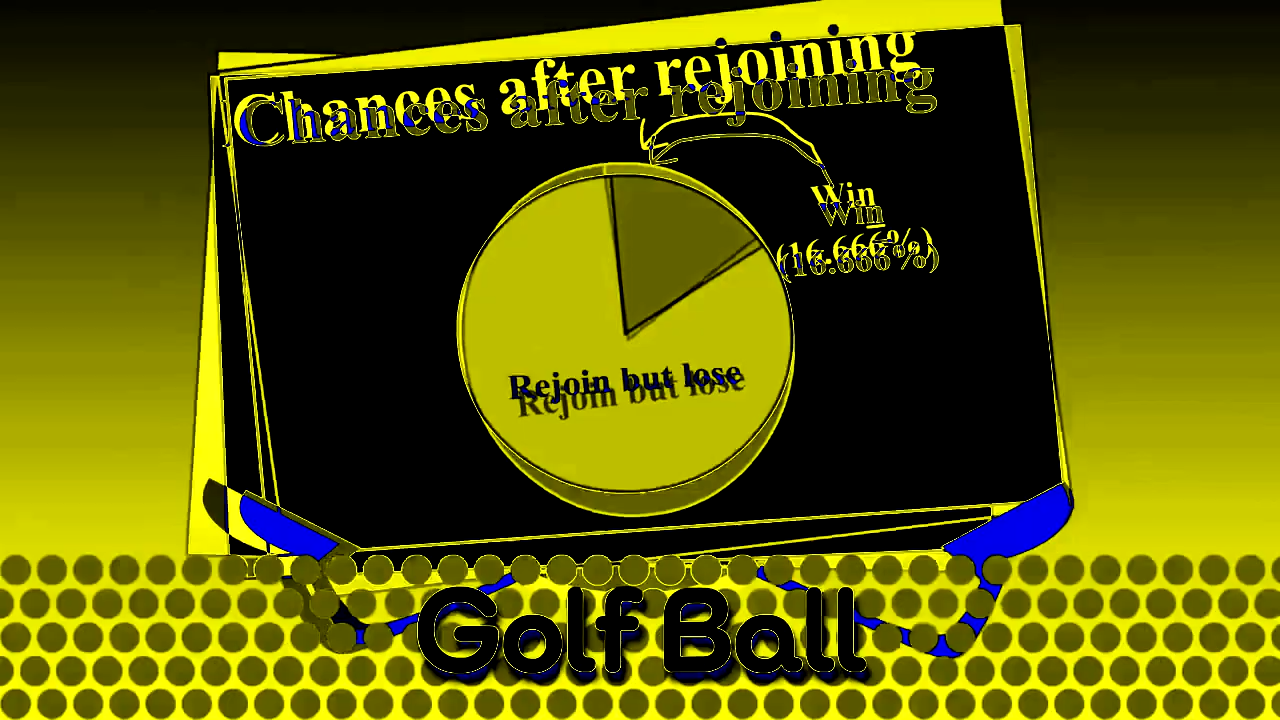 Chances after rejoining
Win
(16.666%)
Rejoin but lose
Golf Ball